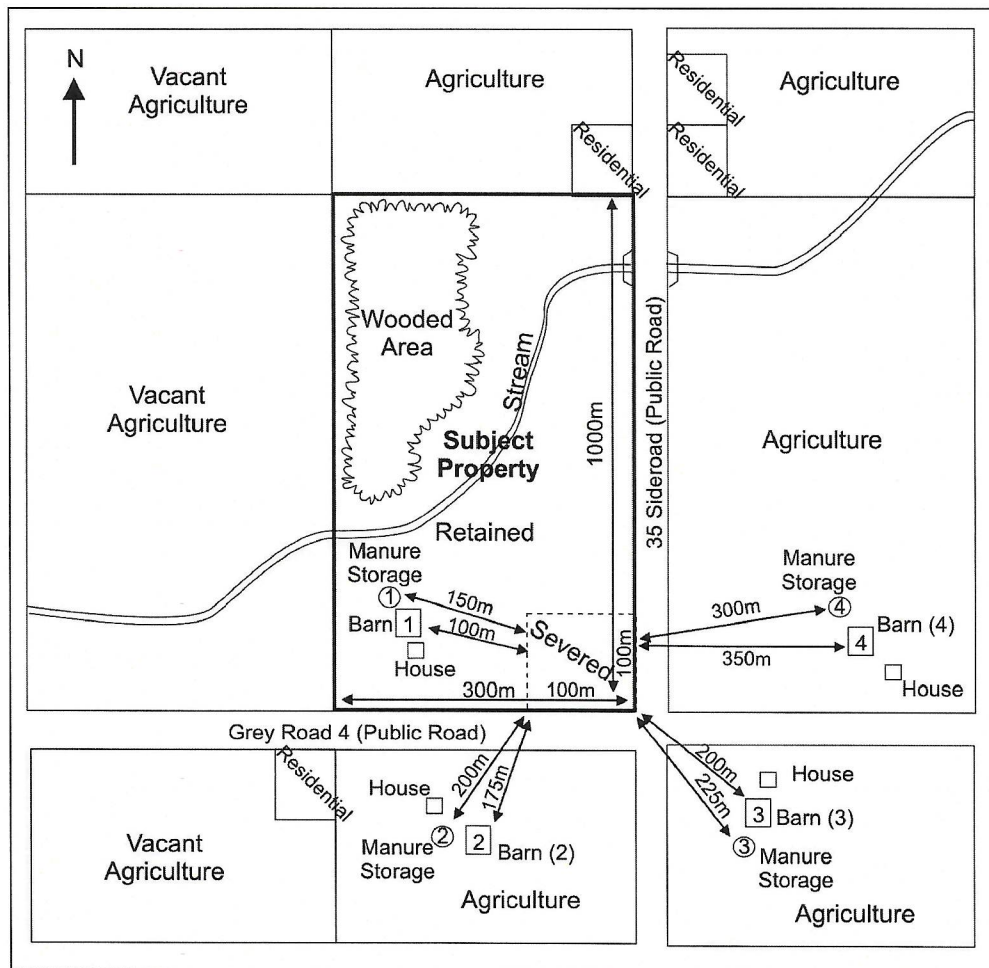 N
Vacant
Agriculture
Agriculture
Residential
Residential
Residential
Agriculture
Vacant
Agriculture
Wooded
Area
Stream
Subject
Property
Retained
1000m
35 Sideroad (Public Road)
Agriculture
Manure
Storage
1
Barn
1
House
150m
100m
Severed
100m
300m
100m
Manure
Storage
4
Barn (4)
4
House
300m
350m
Grey Road 4 (Public Road)
Vacant
Agriculture
Residential
House
200m
175m
2
Manure
Storage
2
Barn (2)
Agriculture
200m
225m
House
3
Barn (3)
3
Manure
Storage
Agriculture